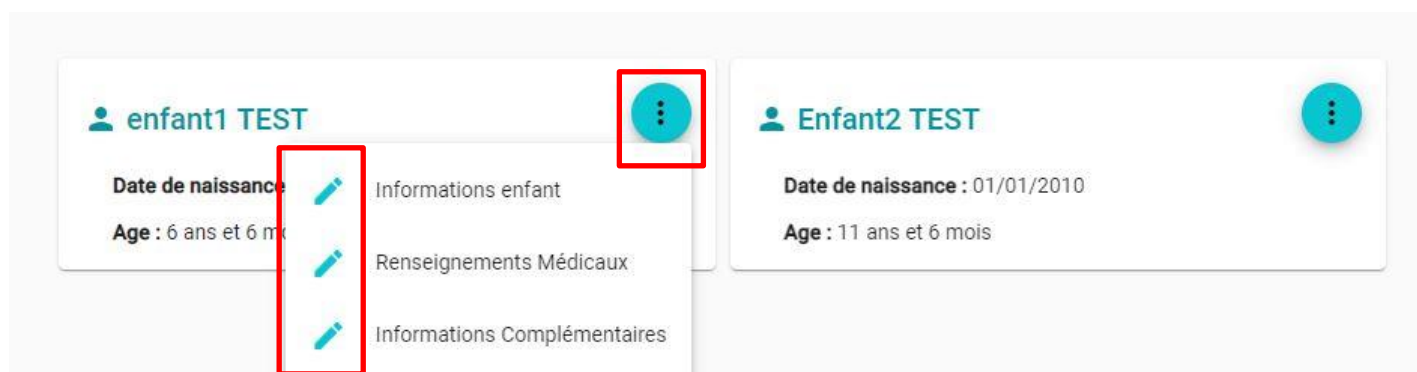 enfant1 TEST
Date de naissance
Age : 6 ans et 6
Informations enfant
Renseignements Médicaux
Informations Complémentaires
Enfant2 TEST
Date de naissance : 01/01/2010
Age : 11 ans et 6 mois